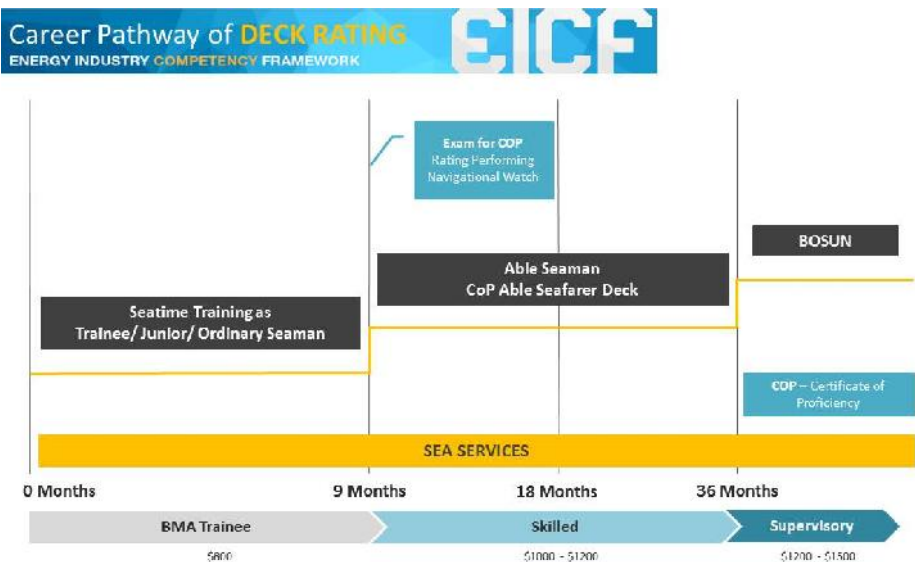 Career Pathway of DECK RATING
ENERGY INDUSTRY COMPETENCY FRAMEWORK
EICF
Exam for COP
Rating Performing
Navigational Watch
BOSUN
Able Seaman
CoP Able Seafarer Deck
Seatime Training as
Trainee/ Junior/ Ordinary Seaman
COP – Certificate of
Proficiency
SEA SERVICES
0 Months
9 Months
18 Months
36 Months
BMA Trainee
Skilled
Supervisory
$800
$1000 - $1200
$1200 - $1500